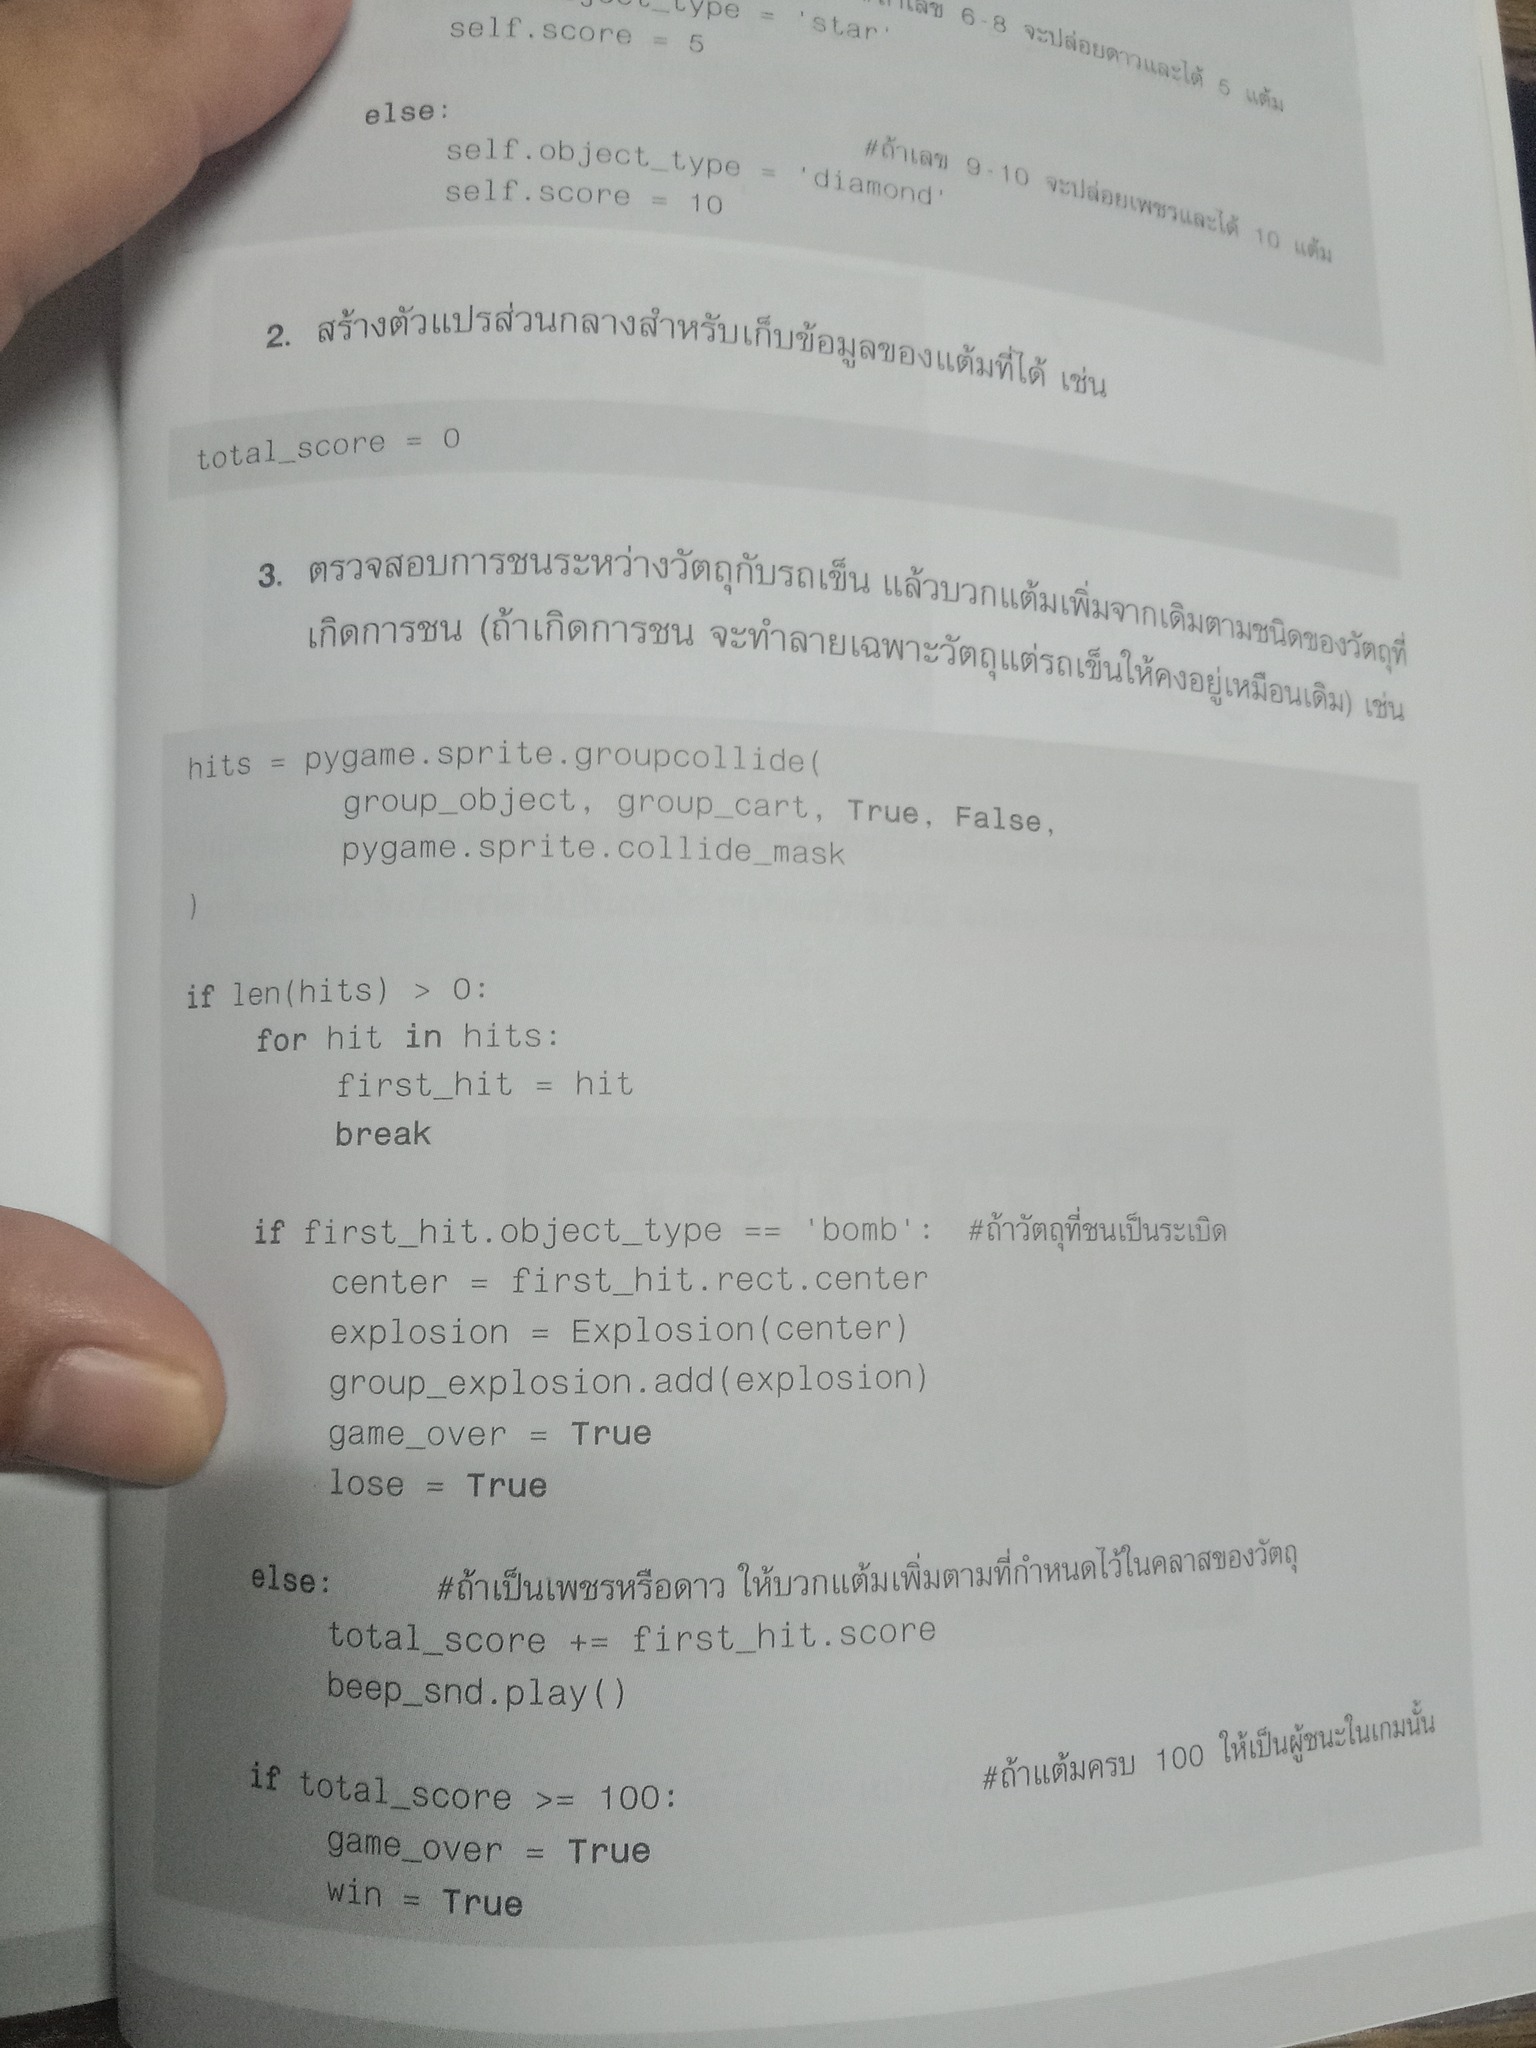 _type = 'star' 6-8 จะปล่อยดาวและได้ 5 แต้ม
self.score = 5
else:
self.object_type = 'diamond' #ถ้าเลข 9-10 จะปล่อยเพชรและได้ 10 แต้ม
self.score = 10
2. สร้างตัวแปรส่วนกลางสำหรับเก็บข้อมูลของแต้มที่ได้ เช่น
total_score = 0
3. ตรวจสอบการชนระหว่างวัตถุกับรถเข็น แล้วบวกแต้มเพิ่มจากเดิมตามชนิดของวัตถุที่
เกิดการชน (ถ้าเกิดการชน จะทำลายเฉพาะวัตถุแต่รถเข็นให้คงอยู่เหมือนเดิม) เช่น
hits = pygame.sprite.groupcollide(
group_object, group_cart, True, False,
pygame.sprite.collide_mask
)
if len(hits) > 0:
for hit in hits:
first_hit = hit
break
if first_hit.object_type == 'bomb': #ถ้าวัตถุที่ชนเป็นระเบิด
center = first_hit.rect.center
explosion = Explosion(center)
group_explosion.add(explosion)
game_over = True
lose = True
else: #ถ้าเป็นเพชรหรือดาว ให้บวกแต้มเพิ่มตามที่กำหนดไว้ในคลาสของวัตถุ
total_score += first_hit.score
beep_snd.play()
if total_score >= 100: #ถ้าแต้มครบ 100 ให้เป็นผู้ชนะในเกมนั้น
game_over = True
win = True